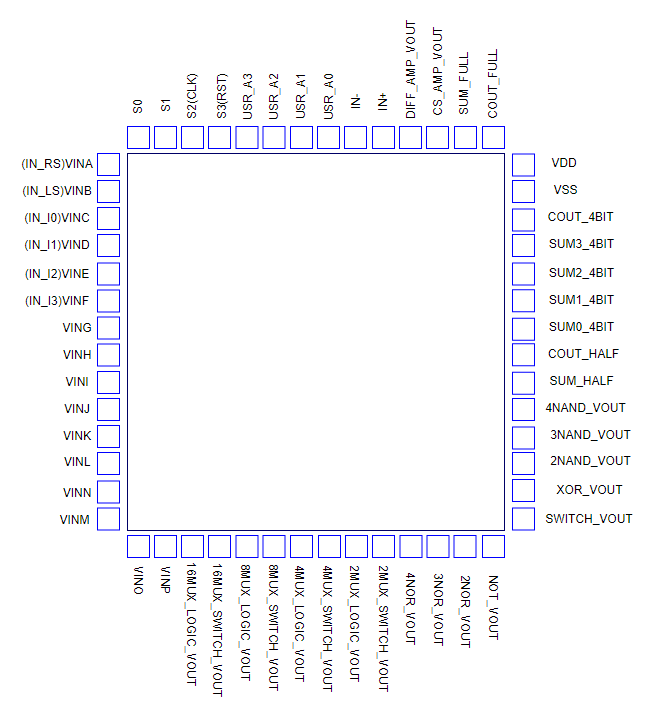 S0
S1
S2(CLK)
S3(RST)
USR_A3
USR_A2
USR_A1
USR_A0
IN-
IN+
DIFF_AMP_VOUT
CS_AMP_VOUT
SUM_FULL
COUT_FULL
(IN_RS)VINA
(IN_LS)VINB
(IN_I0)VINC
(IN_I1)VIND
(IN_I2)VINE
(IN_I3)VINF
VING
VINH
VINI
VINJ
VINK
VINL
VINN
VINM
VDD
VSS
COUT_4BIT
SUM3_4BIT
SUM2_4BIT
SUM1_4BIT
SUM0_4BIT
COUT_HALF
SUM_HALF
4NAND_VOUT
3NAND_VOUT
2NAND_VOUT
XOR_VOUT
SWITCH_VOUT
VINO
VINP
16MUX_LOGIC_VOUT
16MUX_SWITCH_VOUT
8MUX_LOGIC_VOUT
8MUX_SWITCH_VOUT
4MUX_LOGIC_VOUT
4MUX_SWITCH_VOUT
2MUX_LOGIC_VOUT
2MUX_SWITCH_VOUT
4NOR_VOUT
3NOR_VOUT
2NOR_VOUT
NOT_VOUT